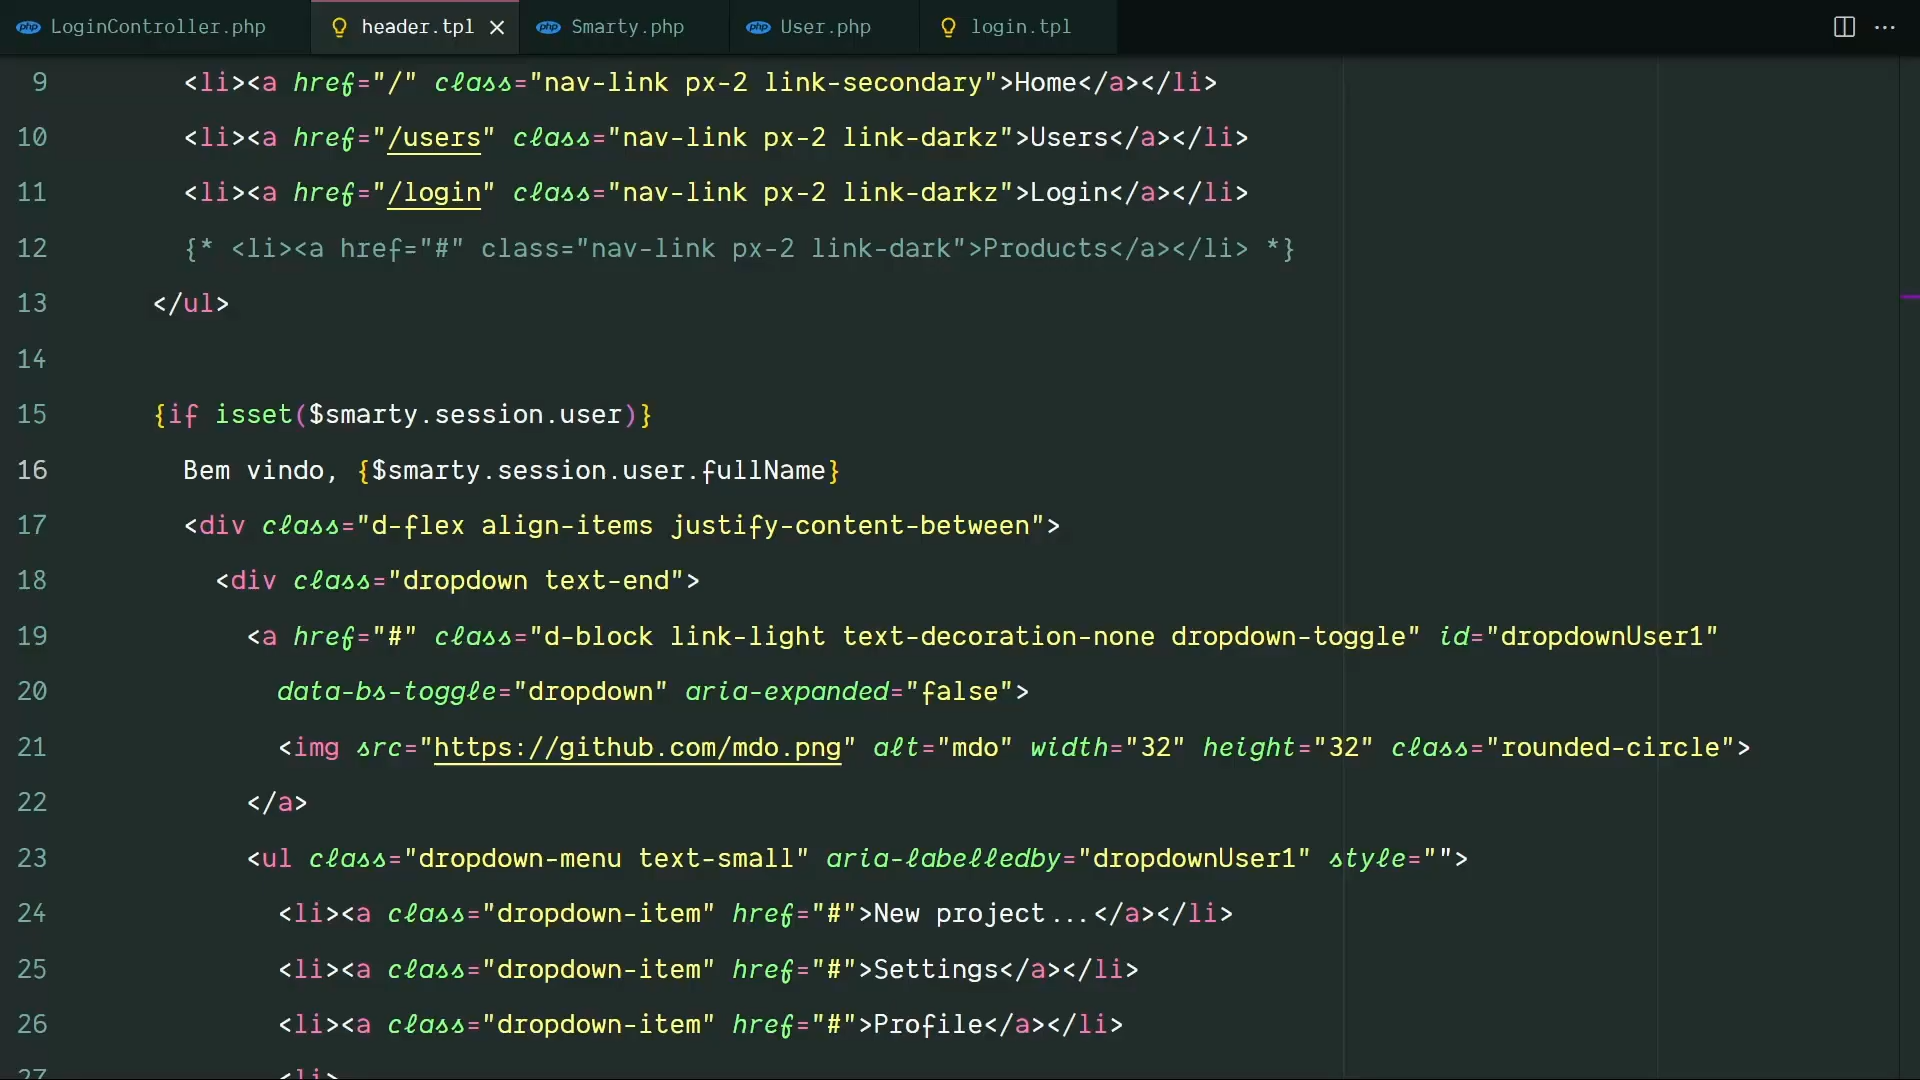 LoginController.php header.tpl Smarty.php User.php login.tpl
9 <li><a href="/" class="nav-link px-2 link-secondary">Home</a></li>
10 <li><a href="/users" class="nav-link px-2 link-darkz">Users</a></li>
11 <li><a href="/login" class="nav-link px-2 link-darkz">Login</a></li>
12 {* <li><a href="#" class="nav-link px-2 link-dark">Products</a></li> *}
13 </ul>
14
15 {if isset($smarty.session.user)}
16 Bem vindo, {$smarty.session.user.fullName}
17 <div class="d-flex align-items justify-content-between">
18 <div class="dropdown text-end">
19 <a href="#" class="d-block link-light text-decoration-none dropdown-toggle" id="dropdownUser1"
20 data-bs-toggle="dropdown" aria-expanded="false">
21 <img src="https://github.com/mdo.png" alt="mdo" width="32" height="32" class="rounded-circle">
22 </a>
23 <ul class="dropdown-menu text-small" aria-labelledby="dropdownUser1" style="">
24 <li><a class="dropdown-item" href="#">New project...</a></li>
25 <li><a class="dropdown-item" href="#">Settings</a></li>
26 <li><a class="dropdown-item" href="#">Profile</a></li>
27 <li>